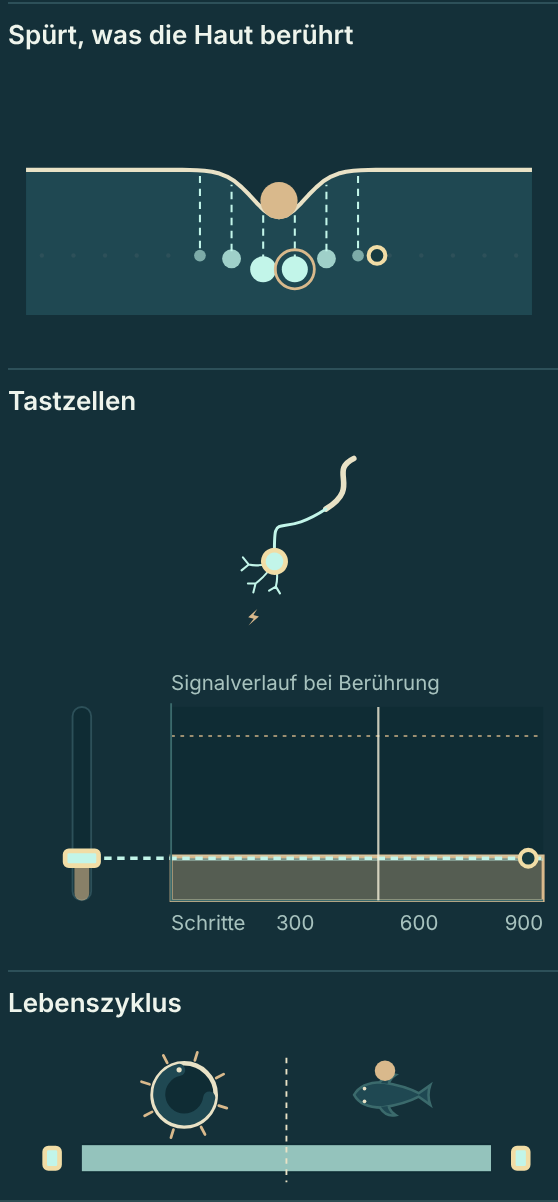 Spürt, was die Haut berührt
Tastzellen
Signalverlauf bei Berührung
Schritte 300 600 900
Lebenszyklus